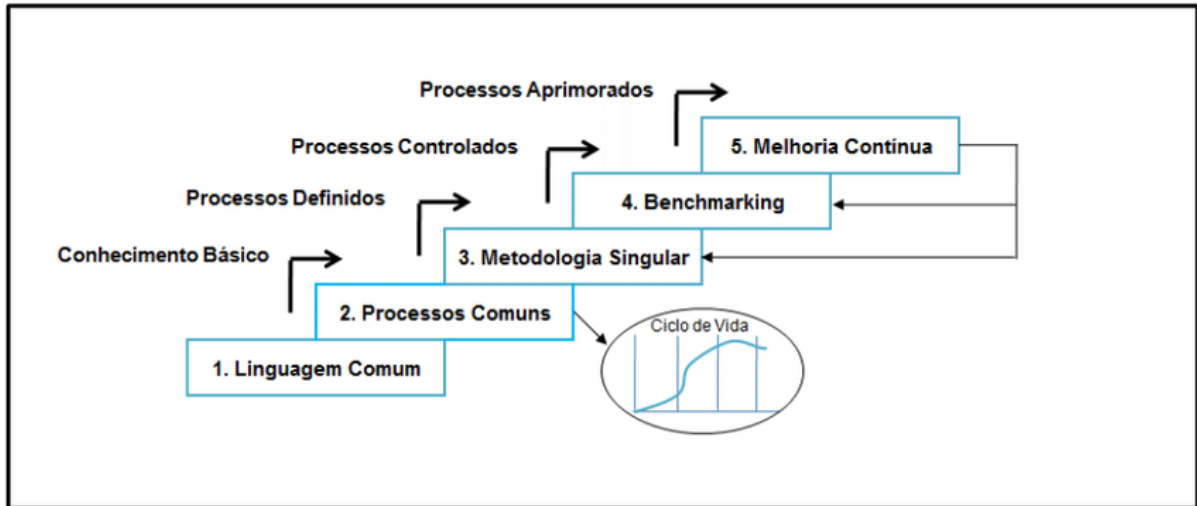 Processos Aprimorados
5. Melhoria Contínua
Processos Controlados
4. Benchmarking
Processos Definidos
3. Metodologia Singular
Conhecimento Básico
2. Processos Comuns
Ciclo de Vida
1. Linguagem Comum